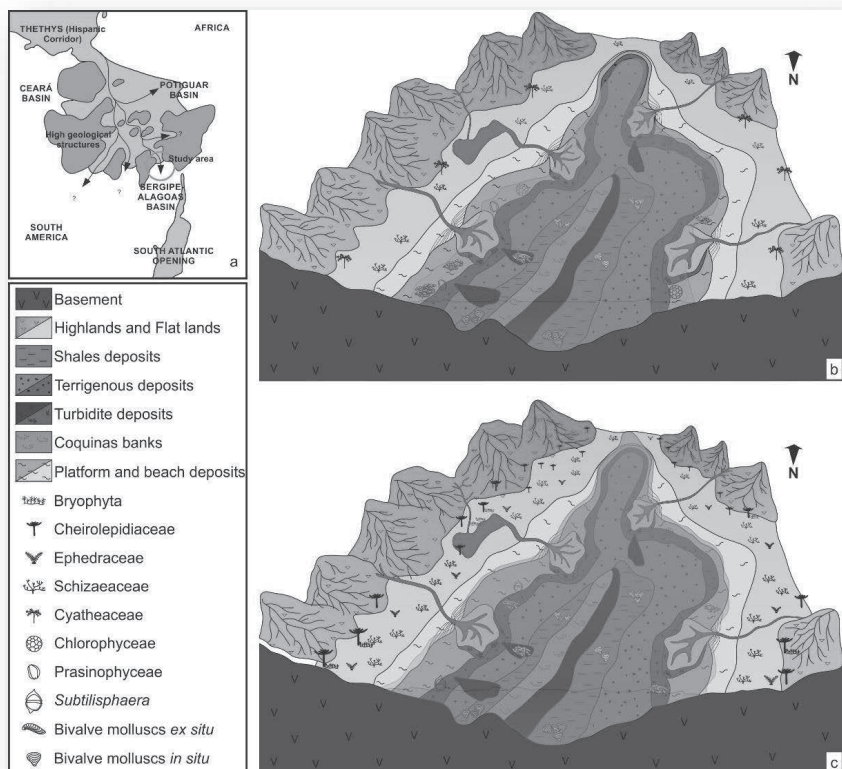 THETHYS (Hispanic
Corridor)
AFRICA
CEARÁ
BASIN
POTIGUAR
BASIN
High geological
structures
?
Study area
?
?
SERGIPE
ALAGOAS
BASIN
SOUTH
AMERICA
SOUTH ATLANTIC
OPENING
a
Basement
Highlands and Flat lands
Shales deposits
Terrigenous deposits
Turbidite deposits
Coquinas banks
Platform and beach deposits
Bryophyta
Cheirolepidiaceae
Ephedraceae
Schizaeaceae
Cyatheaceae
Chlorophyceae
Prasinophyceae
Subtilisphaera
Bivalve molluscs ex situ
Bivalve molluscs in situ
N
b
N
c